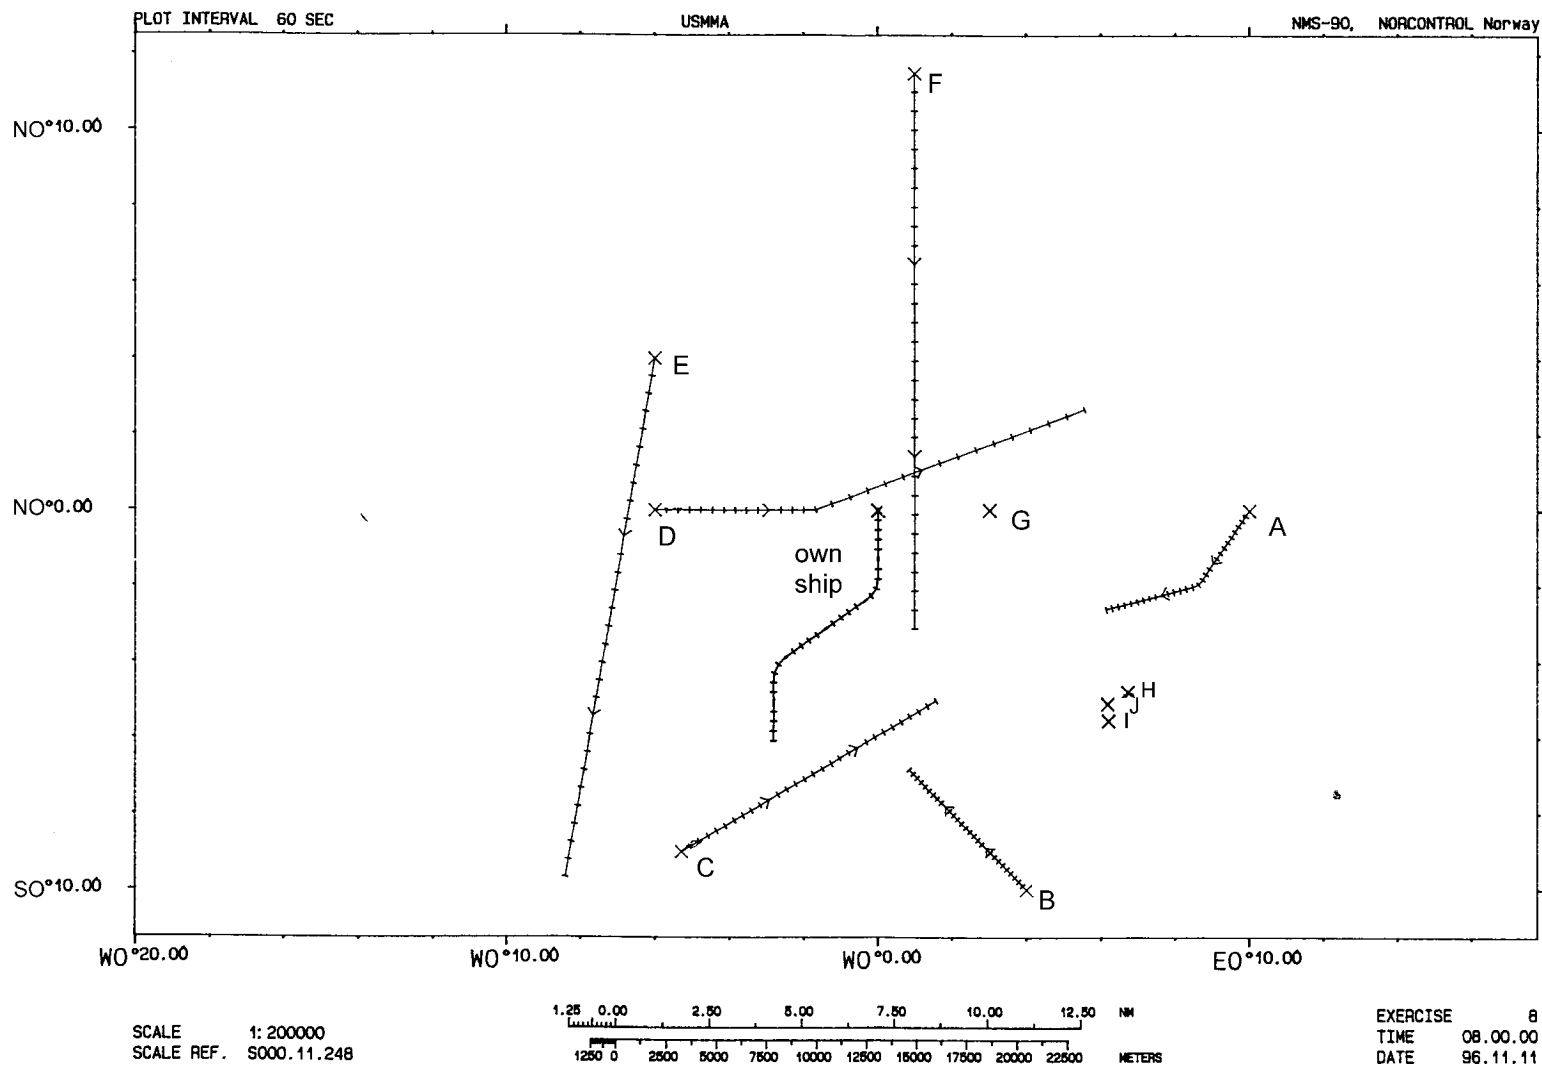 PLOT INTERVAL 60 SEC USMMA NMS-90, NORCONTROL Norway
F
NO°10.00
E
NO°0.00
D
G
A
own
ship
H
J
I
C
B
SO°10.00
WO°20.00 WO°10.00 WO°0.00 EO°10.00
1.25 0.00 2.50 5.00 7.50 10.00 12.50 NM
1250 0 2500 5000 7500 10000 12500 15000 17500 20000 22500 METERS
SCALE 1:200000
SCALE REF. S000.11.248
EXERCISE 8
TIME 08.00.00
DATE 96.11.11